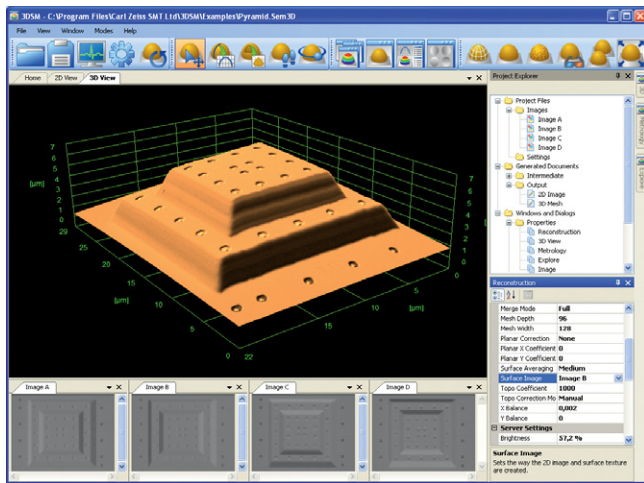 3DSM - C:\Program Files\Carl Zeiss SMT Ltd\3DSM\Examples\Pyramid.Sem3D
File View Window Modes Help
Home 2D View 3D View
7
6
5
4
3
2
1
0
[µm]
29
25
20
15
10
5
0
[µm]
22
15
10
5
0
[µm]
7
6
5
4
3
2
1
0
[µm]
Image A
Image B
Image C
Image D
Project Explorer
Project Files
Images
Image A
Image B
Image C
Image D
Settings
Generated Documents
Intermediate
Output
2D Image
3D Mesh
Windows and Dialogs
Properties
Reconstruction
3D View
Metrology
Explore
Image
Reconstruction
Merge Mode Full
Mesh Depth 96
Mesh Width 128
Planar Correction None
Planar X Coefficient 0
Planar Y Coefficient 0
Surface Averaging Medium
Surface Image Image B
Topo Coefficient 1000
Topo Correction Mo Manual
X Balance 0,002
Y Balance 0
Server Settings
Brightness 57,2 %
Surface Image
Sets the way the 2D image and surface texture
are created.